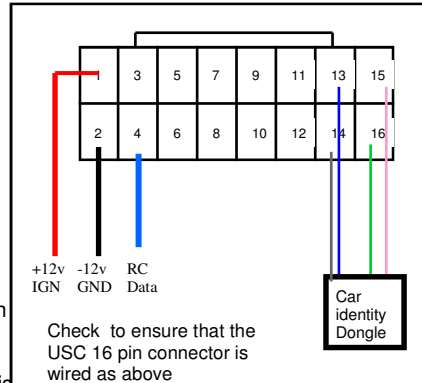 1 3 5 7 9 11 13 15
2 4 6 8 10 12 14 16
+12v -12v RC
IGN GND Data
Car
identity
Dongle
Check to ensure that the
USC 16 pin connector is
wired as above